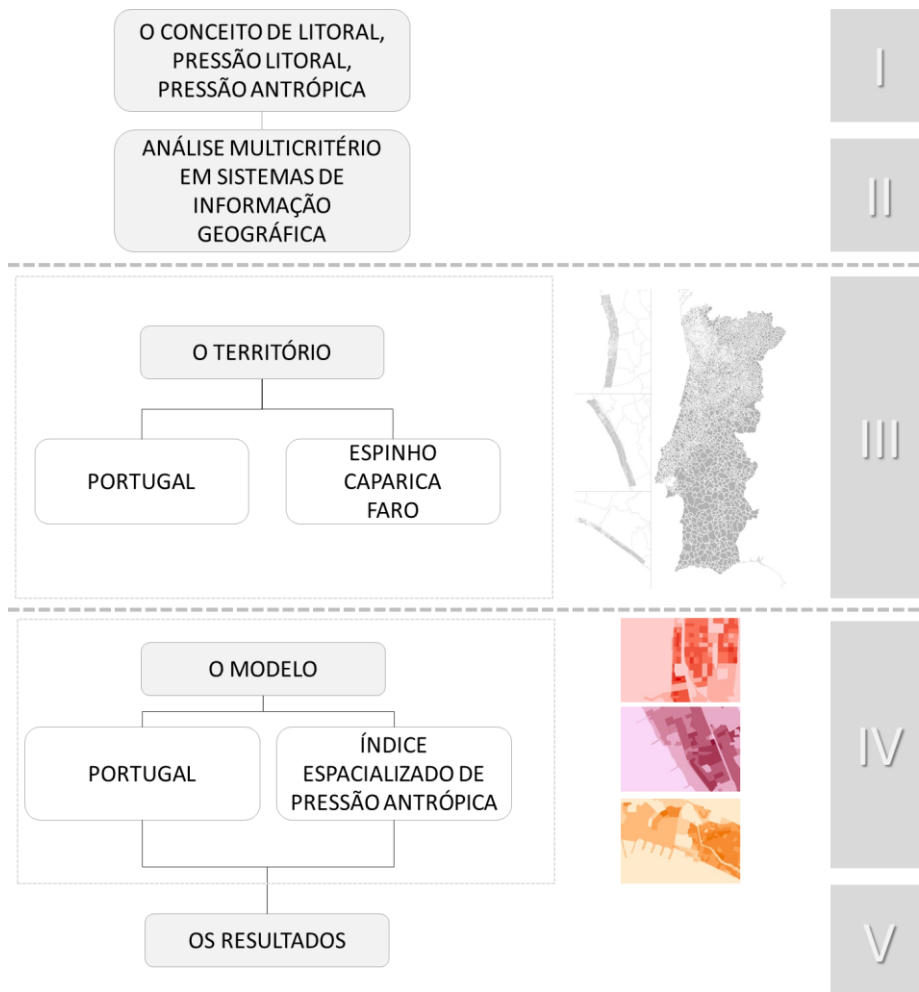 O CONCEITO DE LITORAL,
PRESSÃO LITORAL,
PRESSÃO ANTRÓPICA
I
ANÁLISE MULTICRITÉRIO
EM SISTEMAS DE
INFORMAÇÃO
GEOGRÁFICA
II
O TERRITÓRIO
PORTUGAL
ESPINHO
CAPARICA
FARO
III
O MODELO
PORTUGAL
ÍNDICE
ESPACIALIZADO DE
PRESSÃO ANTRÓPICA
IV
OS RESULTADOS
V